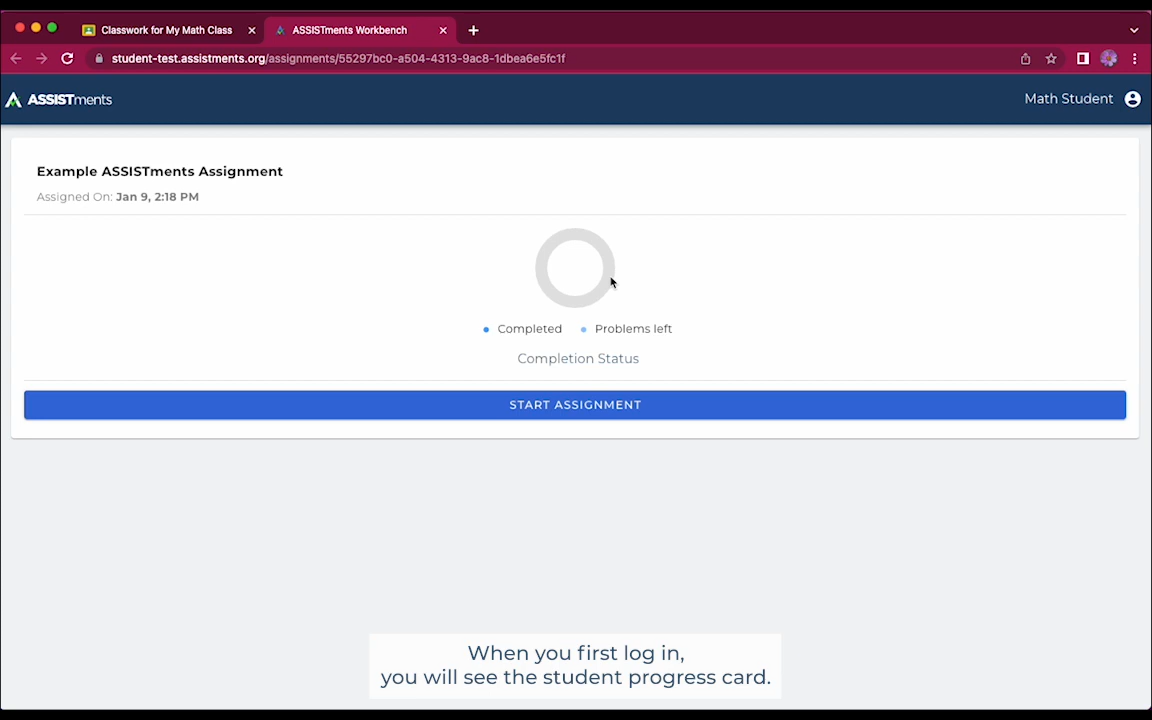 Classwork for My Math Class
ASSISTments Workbench
student-test.assistments.org/assignments/55297bc0-a504-4313-9ac8-1dbea6e5fc1f
ASSISTments
Math Student
Example ASSISTments Assignment
Assigned On: Jan 9, 2:18 PM
Completed
Problems left
Completion Status
START ASSIGNMENT
When you first log in,
you will see the student progress card.